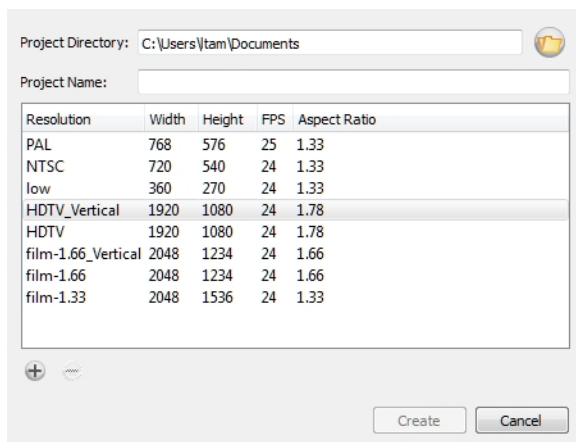 Project Directory: C:\Users\ltam\Documents
Project Name:
Resolution Width Height FPS Aspect Ratio
PAL 768 576 25 1.33
NTSC 720 540 24 1.33
low 360 270 24 1.33
HDTV_Vertical 1920 1080 24 1.78
HDTV 1920 1080 24 1.78
film-1.66_Vertical 2048 1234 24 1.66
film-1.66 2048 1234 24 1.66
film-1.33 2048 1536 24 1.33
Create Cancel